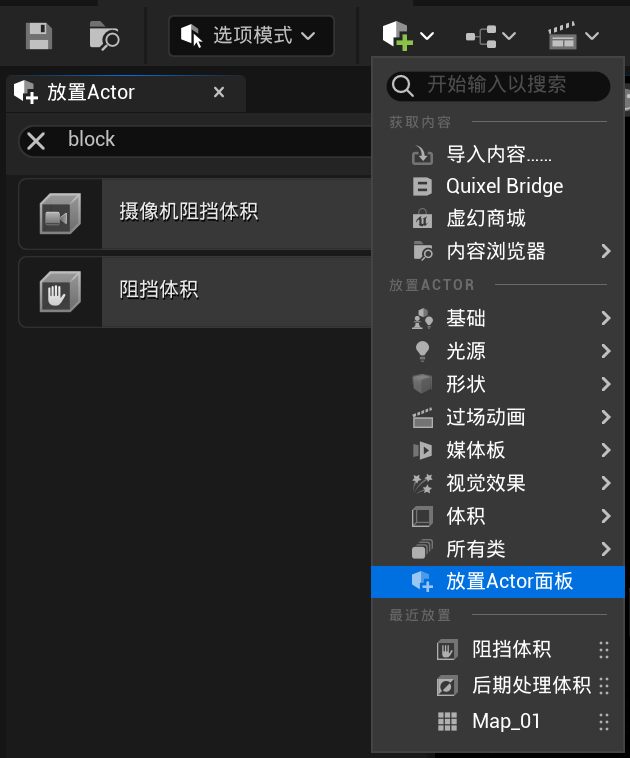 选项模式
放置Actor
block
摄像机阻挡体积
阻挡体积
开始输入以搜索
获取内容
导入内容......
Quixel Bridge
虚幻商城
内容浏览器
放置ACTOR
基础
光源
形状
过场动画
媒体板
视觉效果
体积
所有类
放置Actor面板
最近放置
阻挡体积
后期处理体积
Map_01